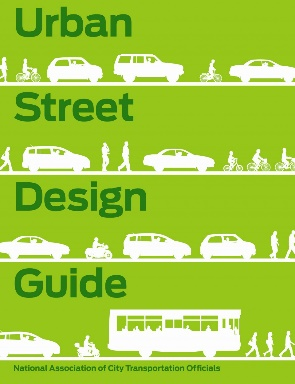 Urban
Street
Design
Guide
National Association of City Transportation Officials